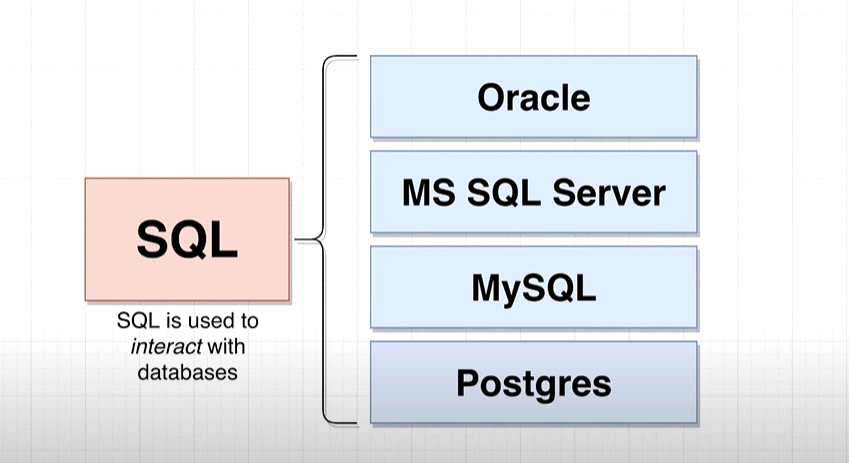 SQL
SQL is used to
interact with
databases
Oracle
MS SQL Server
MySQL
Postgres